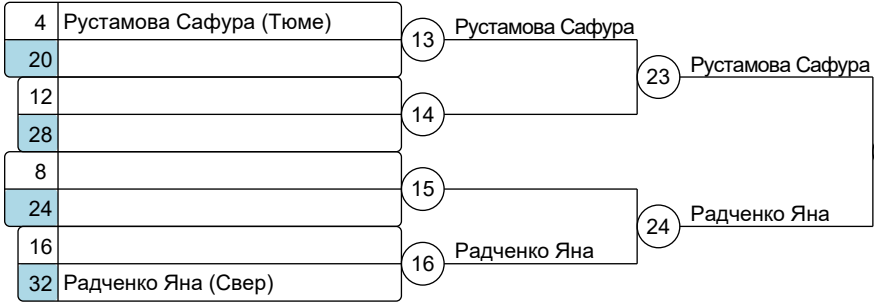 4 Рустамова Сафура (Тюме)
13 Рустамова Сафура
20
23 Рустамова Сафура
12
14
28
8
15
24
24 Радченко Яна
16
16 Радченко Яна
32 Радченко Яна (Свер)